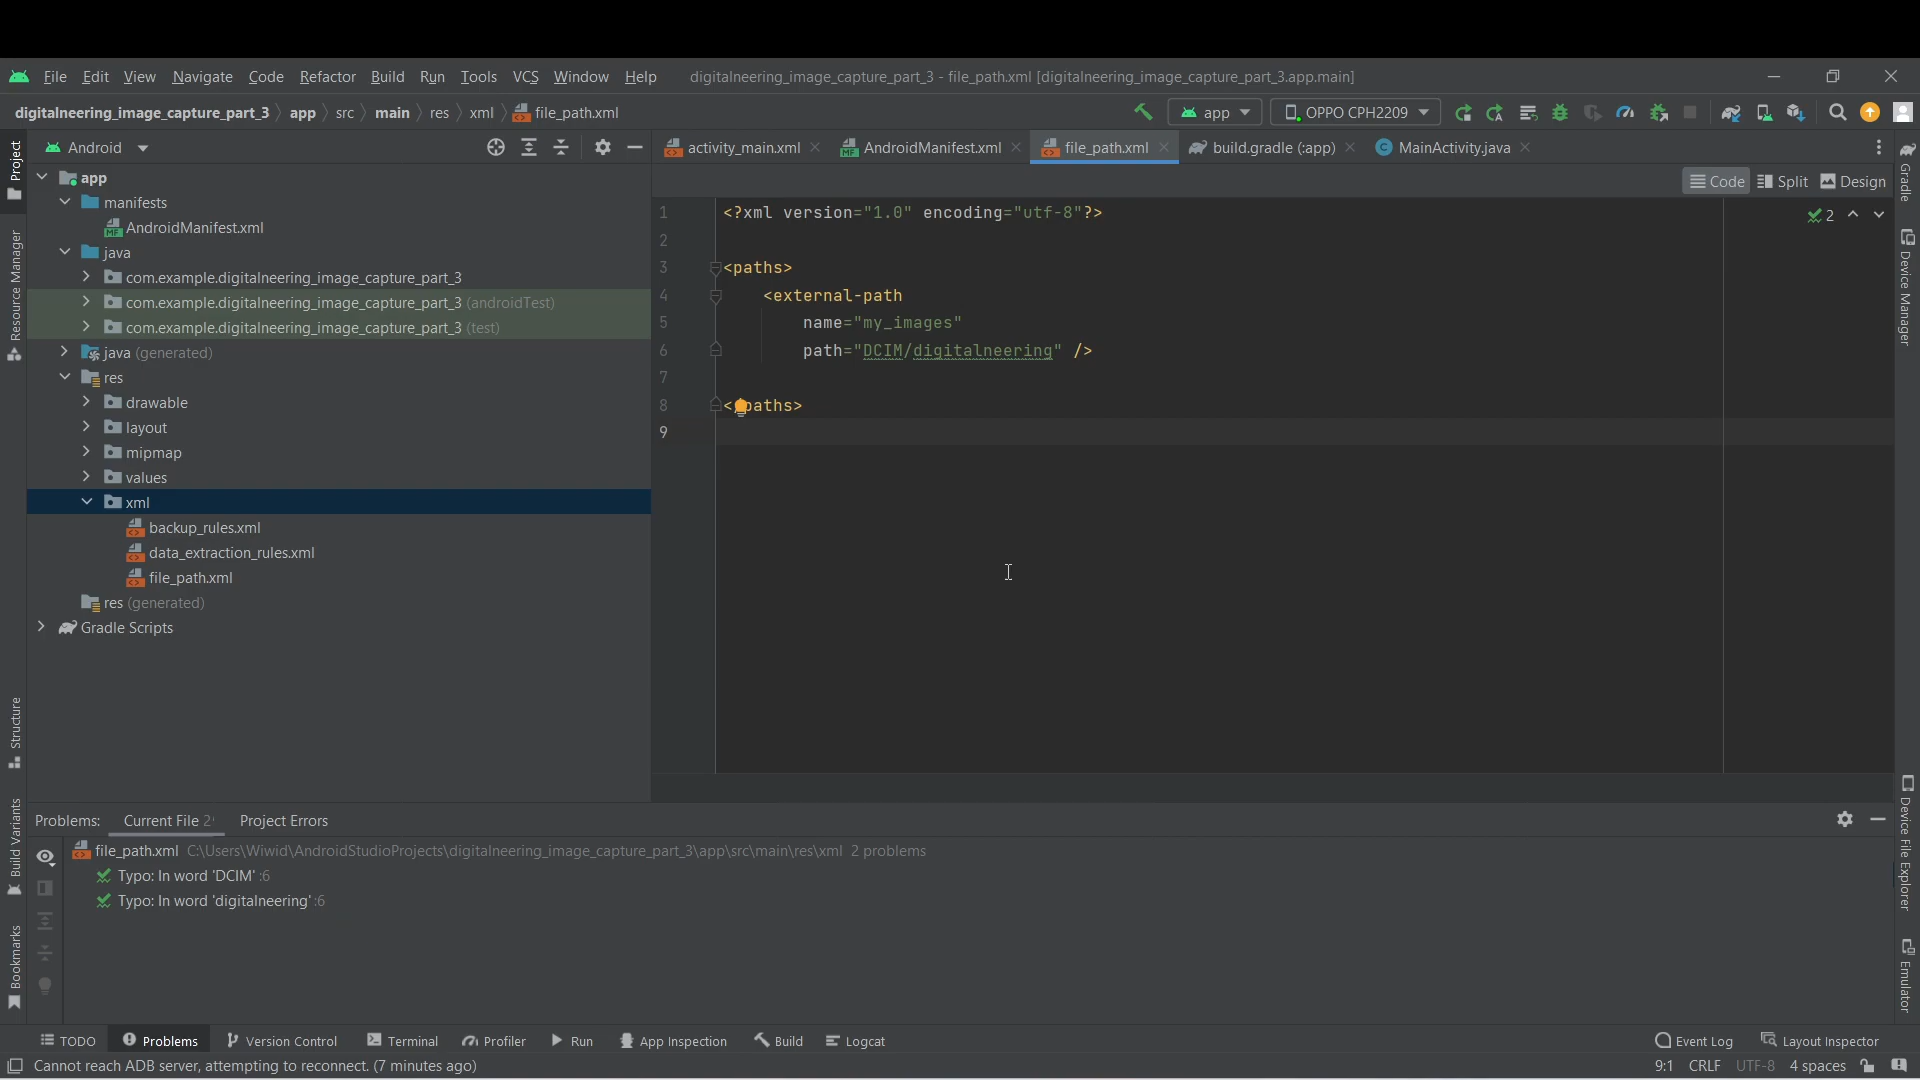 File Edit View Navigate Code Refactor Build Run Tools VCS Window Help digitalneering_image_capture_part_3 - file_path.xml [digitalneering_image_capture_part_3.app.main]
digitalneering_image_capture_part_3 app src main res xml file_path.xml app OPPO CPH2209
Android
activity_main.xml AndroidManifest.xml file_path.xml build.gradle (:app) MainActivity.java
Code Split Design
Project
Resource Manager
Structure
Build Variants
Bookmarks
app
manifests
AndroidManifest.xml
java
com.example.digitalneering_image_capture_part_3
com.example.digitalneering_image_capture_part_3 (androidTest)
com.example.digitalneering_image_capture_part_3 (test)
java (generated)
res
drawable
layout
mipmap
values
xml
backup_rules.xml
data_extraction_rules.xml
file_path.xml
res (generated)
Gradle Scripts
1 <?xml version="1.0" encoding="utf-8"?>
2
3 <paths>
4 <external-path
5 name="my_images"
6 path="DCIM/digitalneering" />
7
8 </paths>
9
2
Gradle
Device Manager
Device File Explorer
Emulator
Problems: Current File 2 Project Errors
file_path.xml C:\Users\Wiwid\AndroidStudioProjects\digitalneering_image_capture_part_3\app\src\main\res\xml 2 problems
Typo: In word 'DCIM' :6
Typo: In word 'digitalneering' :6
TODO Problems Version Control Terminal Profiler Run App Inspection Build Logcat Event Log Layout Inspector
Cannot reach ADB server, attempting to reconnect. (7 minutes ago) 9:1 CRLF UTF-8 4 spaces